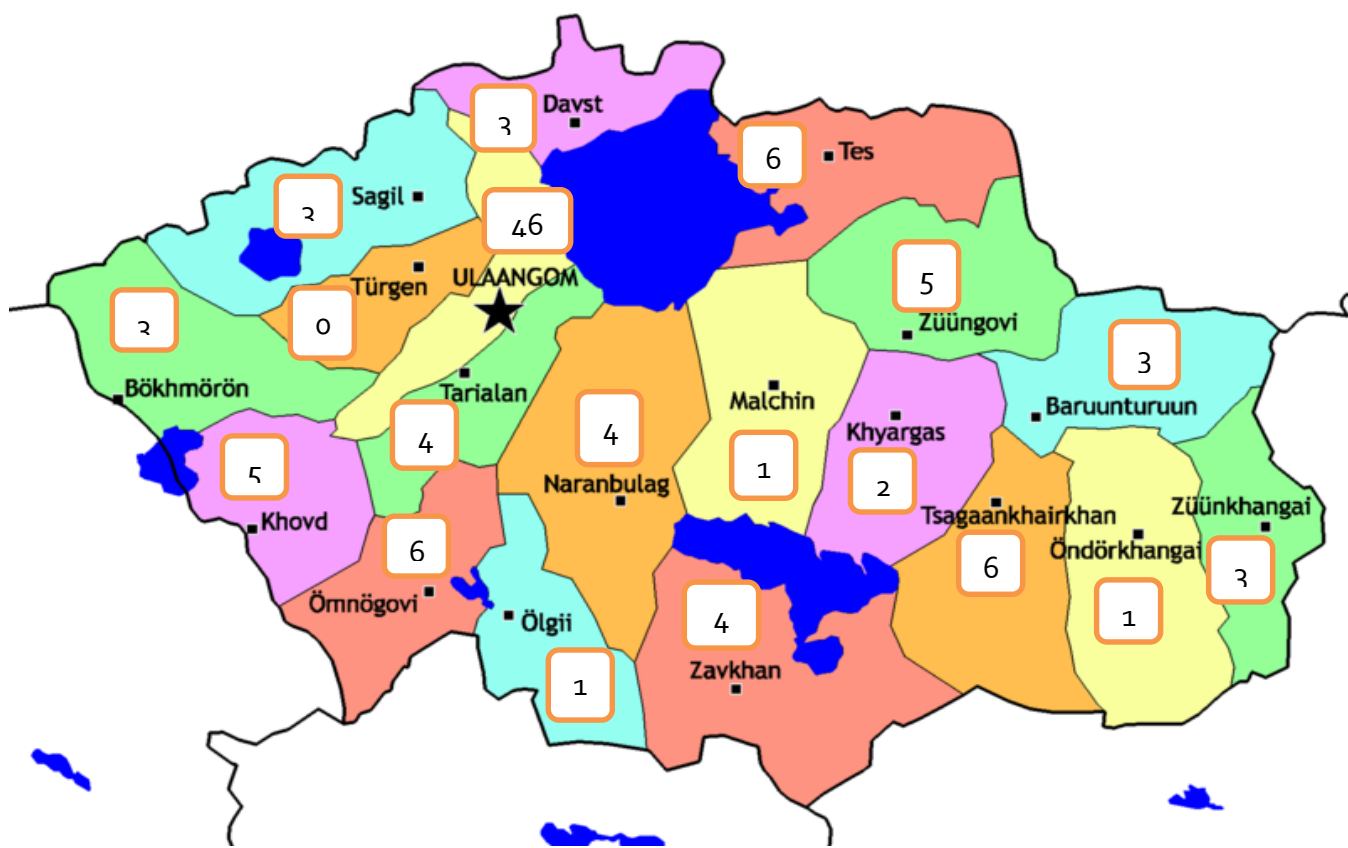 Davst
3
Tes
6
Sagil
3
46
Türgen
0
ULAANGOM
5
Züüngovi
3
Bökhmörön
3
Baruunturuun
Tarialan
4
Malchin
1
Khyargas
2
4
Naranbulag
5
Khovd
Tsagaankhairkhan
6
Öndörkhangai
1
Züünkhangai
3
6
Ömnögovi
Ölgii
1
4
Zavkhan